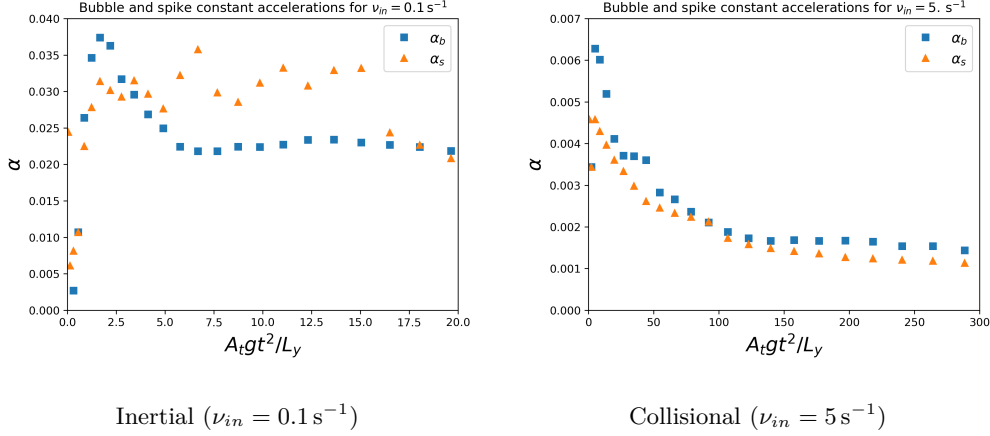 Bubble and spike constant accelerations for ν_in = 0.1 s⁻¹
0.040
0.035
0.030
0.025
0.020
0.015
0.010
0.005
0.000
α
α_b
α_s
0.0 2.5 5.0 7.5 10.0 12.5 15.0 17.5 20.0
A_t g t² / L_y
Inertial (ν_in = 0.1 s⁻¹)
Bubble and spike constant accelerations for ν_in = 5. s⁻¹
0.007
0.006
0.005
0.004
0.003
0.002
0.001
0.000
α
α_b
α_s
0 50 100 150 200 250 300
A_t g t² / L_y
Collisional (ν_in = 5 s⁻¹)